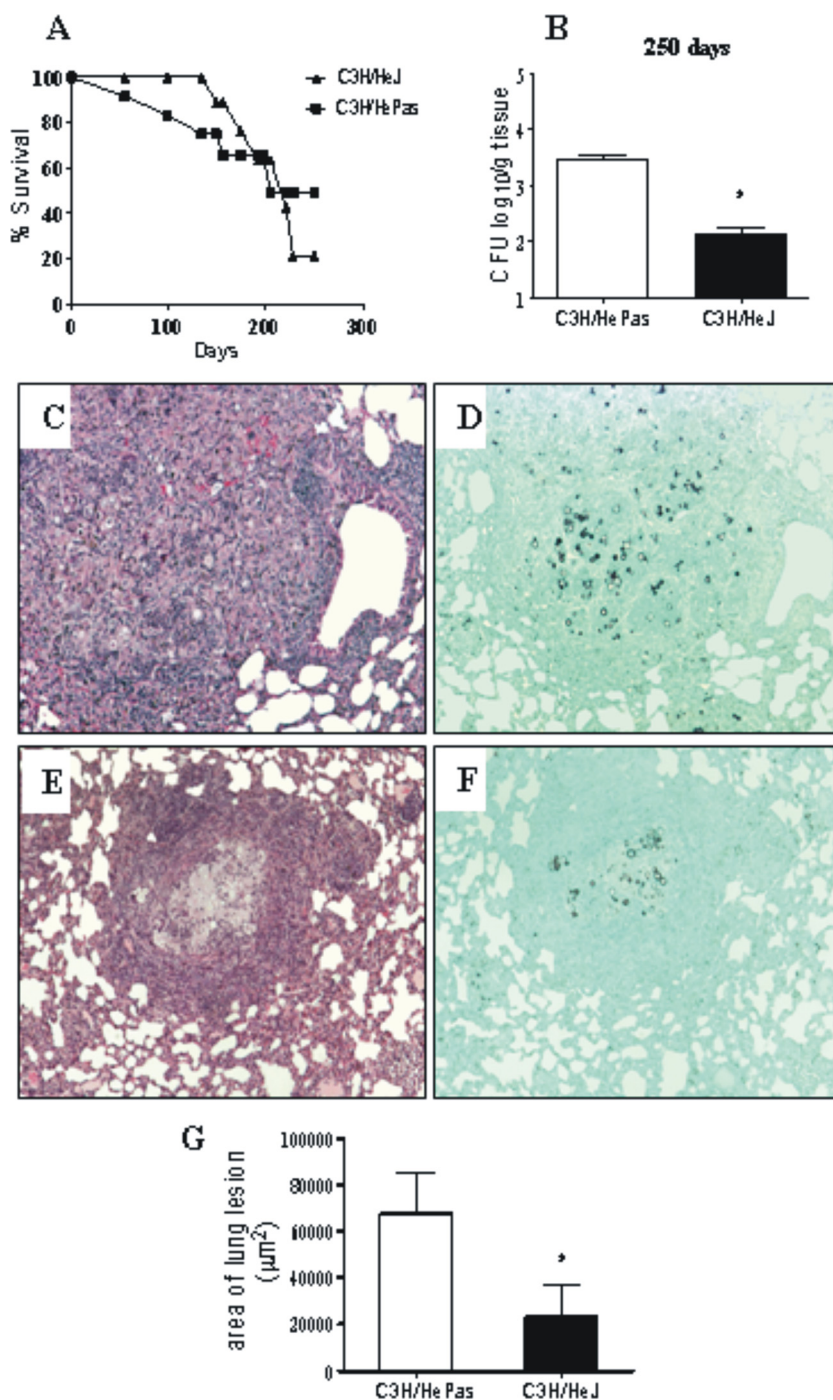 A
100
80
60
40
20
0
% Survival
0 100 200 300
Days
C3H/HeJ
C3H/HePas
B
250 days
5
4
3
2
1
CFU log10/g tissue
*
C3H/HePas C3H/HeJ
C
D
E
F
G
100000
80000
60000
40000
20000
0
area of lung lesion
(µm²)
*
C3H/HePas C3H/HeJ